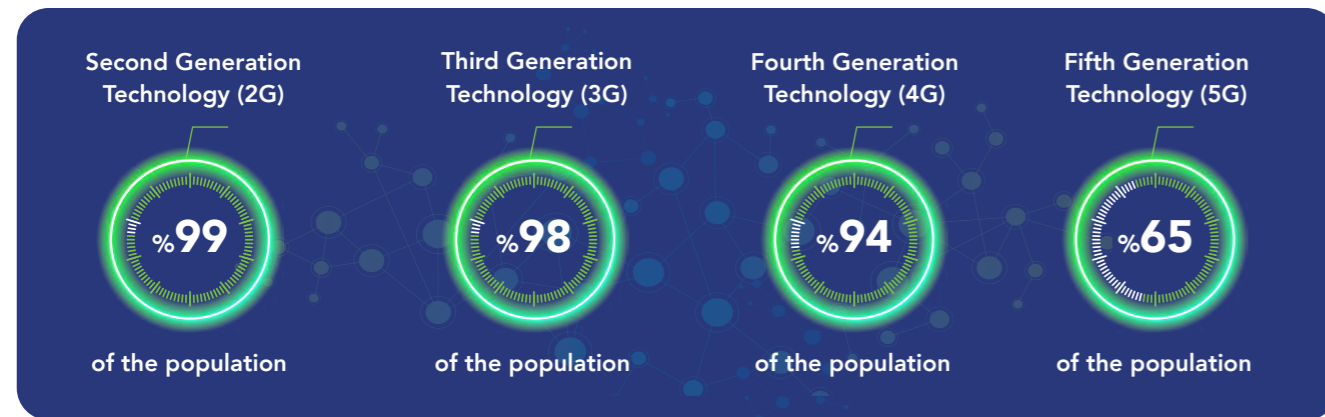 Second Generation
Technology (2G)
%99
of the population
Third Generation
Technology (3G)
%98
of the population
Fourth Generation
Technology (4G)
%94
of the population
Fifth Generation
Technology (5G)
%65
of the population